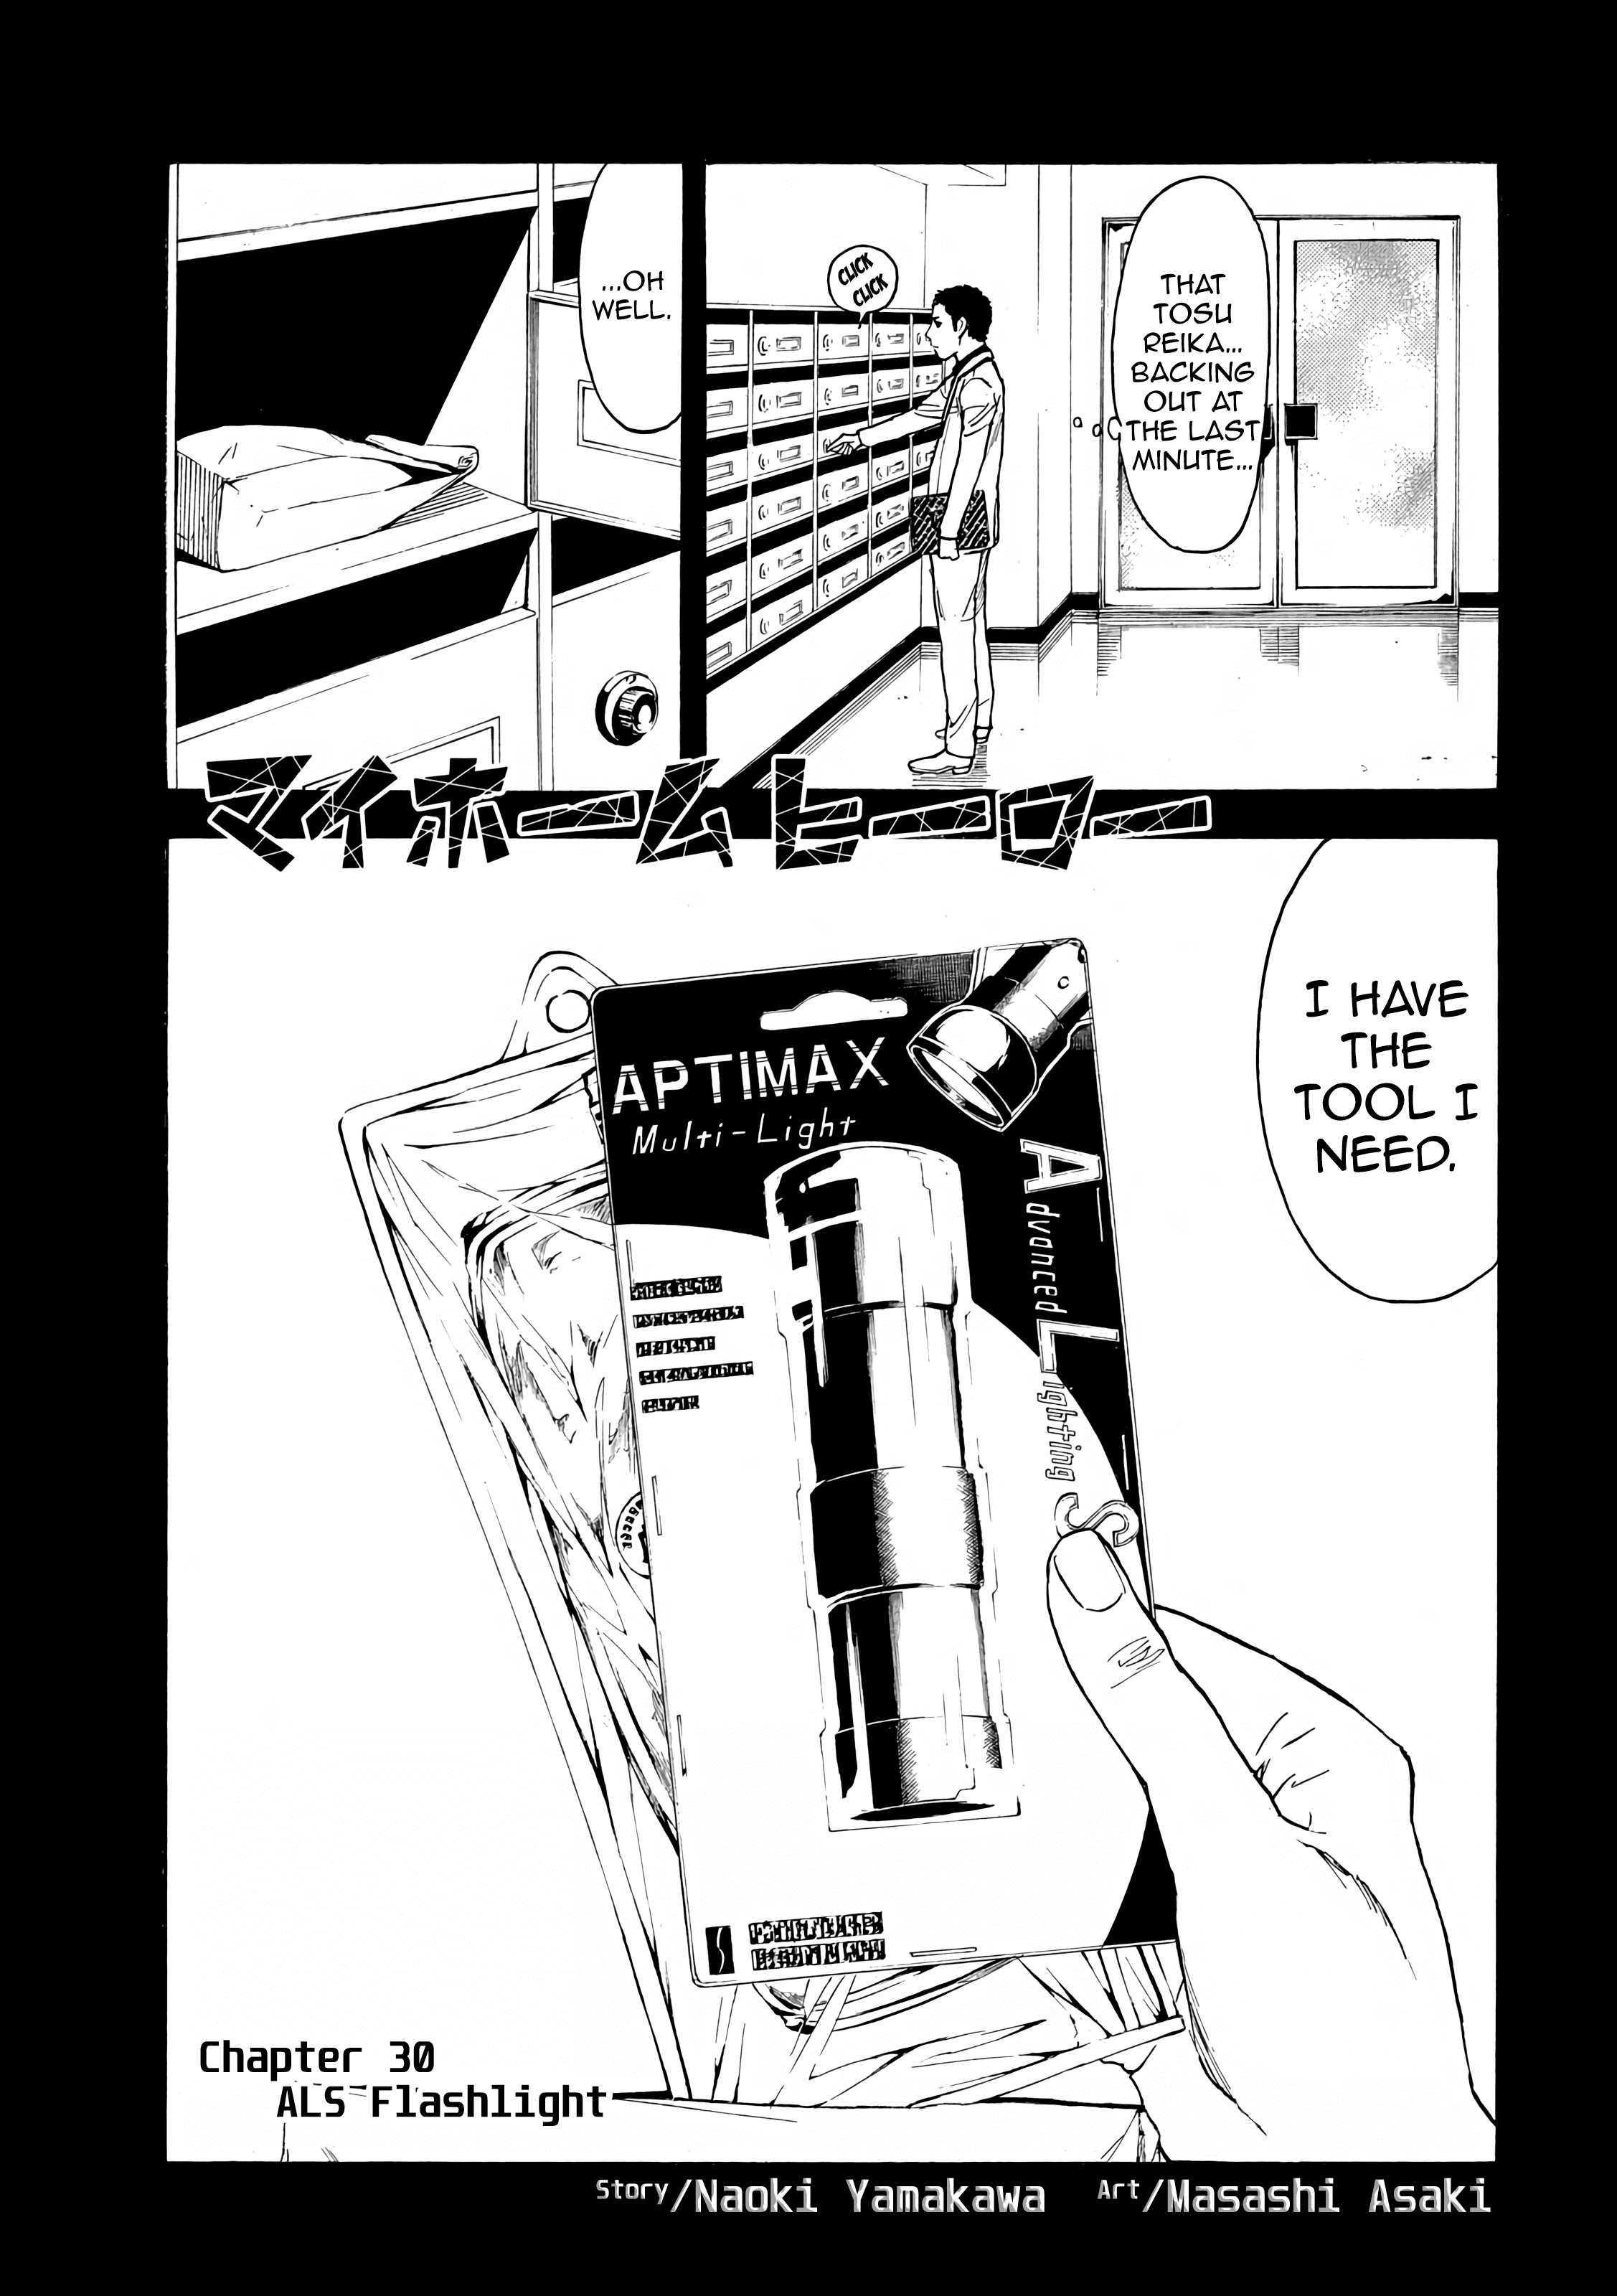 THAT
TOSU
REIKA...
BACKING
OUT AT
THE LAST
MINUTE...
CLICK
CLICK
...OH
WELL.
マイホームヒーロー
I HAVE
THE
TOOL I
NEED.
APTIMAX
Multi-Light
Advanced Lighting S
Chapter 30
ALS Flashlight
Story/Naoki Yamakawa Art/Masashi Asaki